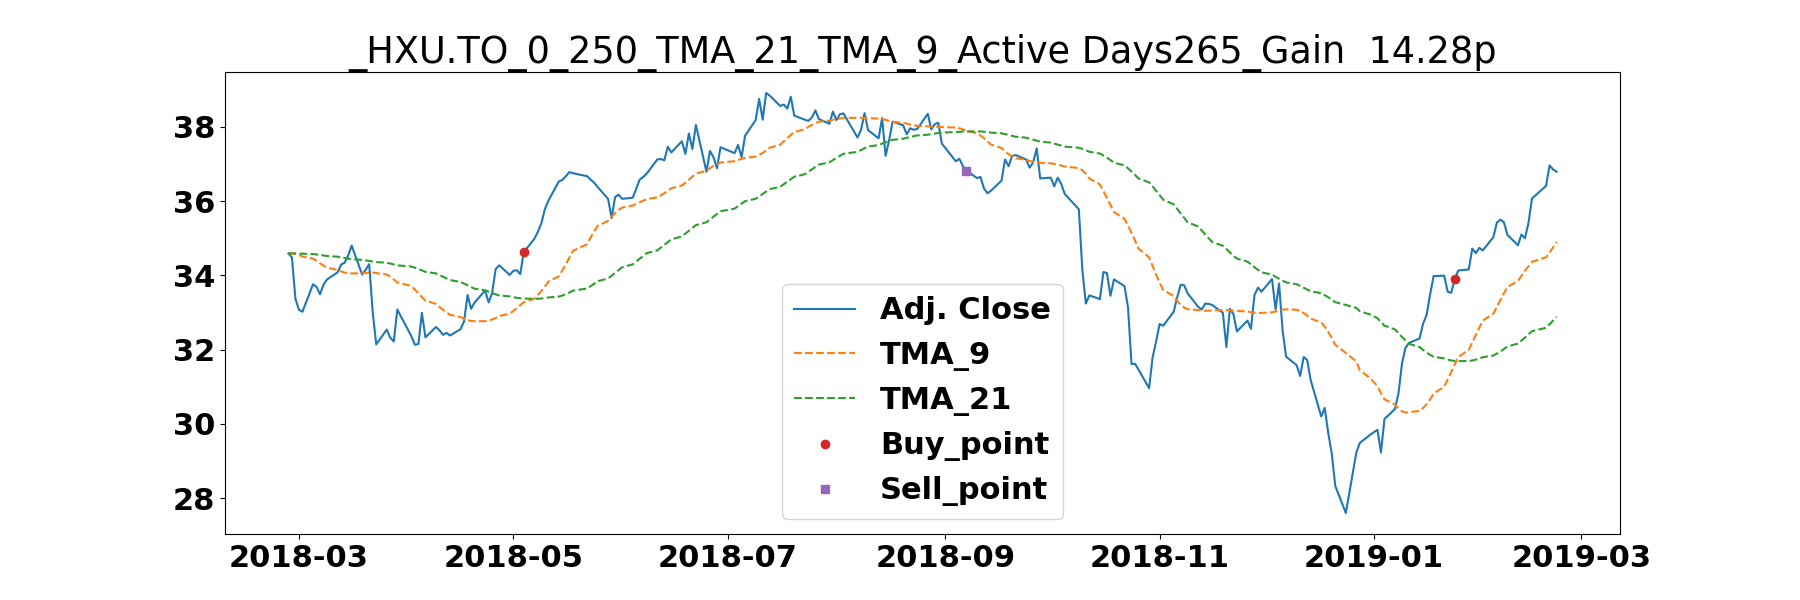 _HXU.TO_0_250_TMA_21_TMA_9_Active Days265_Gain  14.28p
38
36
34
32
30
28
Adj. Close
TMA_9
TMA_21
Buy_point
Sell_point
2018-03 2018-05 2018-07 2018-09 2018-11 2019-01 2019-03